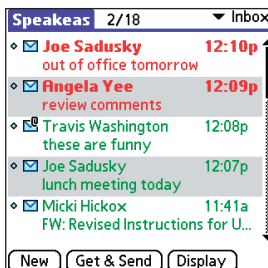 Speakeas 2/18 Inbox
Joe Sadusky 12:10p
out of office tomorrow
Angela Yee 12:09p
review comments
Travis Washington 12:08p
these are funny
Joe Sadusky 12:07p
lunch meeting today
Micki Hickox 11:41a
FW: Revised Instructions for U...
New Get & Send Display